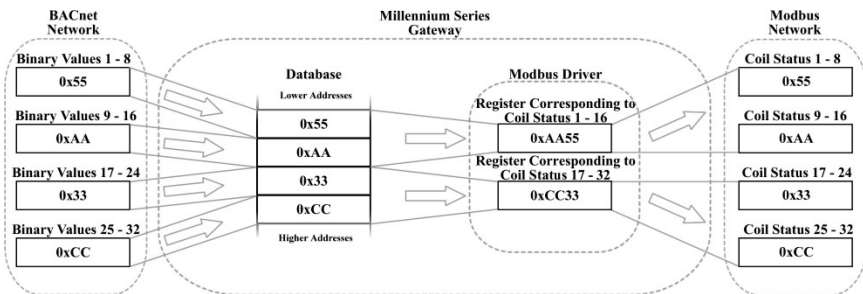 BACnet
Network
Millennium Series
Gateway
Modbus
Network
Binary Values 1 - 8
0x55
Binary Values 9 - 16
0xAA
Binary Values 17 - 24
0x33
Binary Values 25 - 32
0xCC
Database
Lower Addresses
0x55
0xAA
0x33
0xCC
Higher Addresses
Modbus Driver
Register Corresponding to
Coil Status 1 - 16
0xAA55
Register Corresponding to
Coil Status 17 - 32
0xCC33
Coil Status 1 - 8
0x55
Coil Status 9 - 16
0xAA
Coil Status 17 - 24
0x33
Coil Status 25 - 32
0xCC